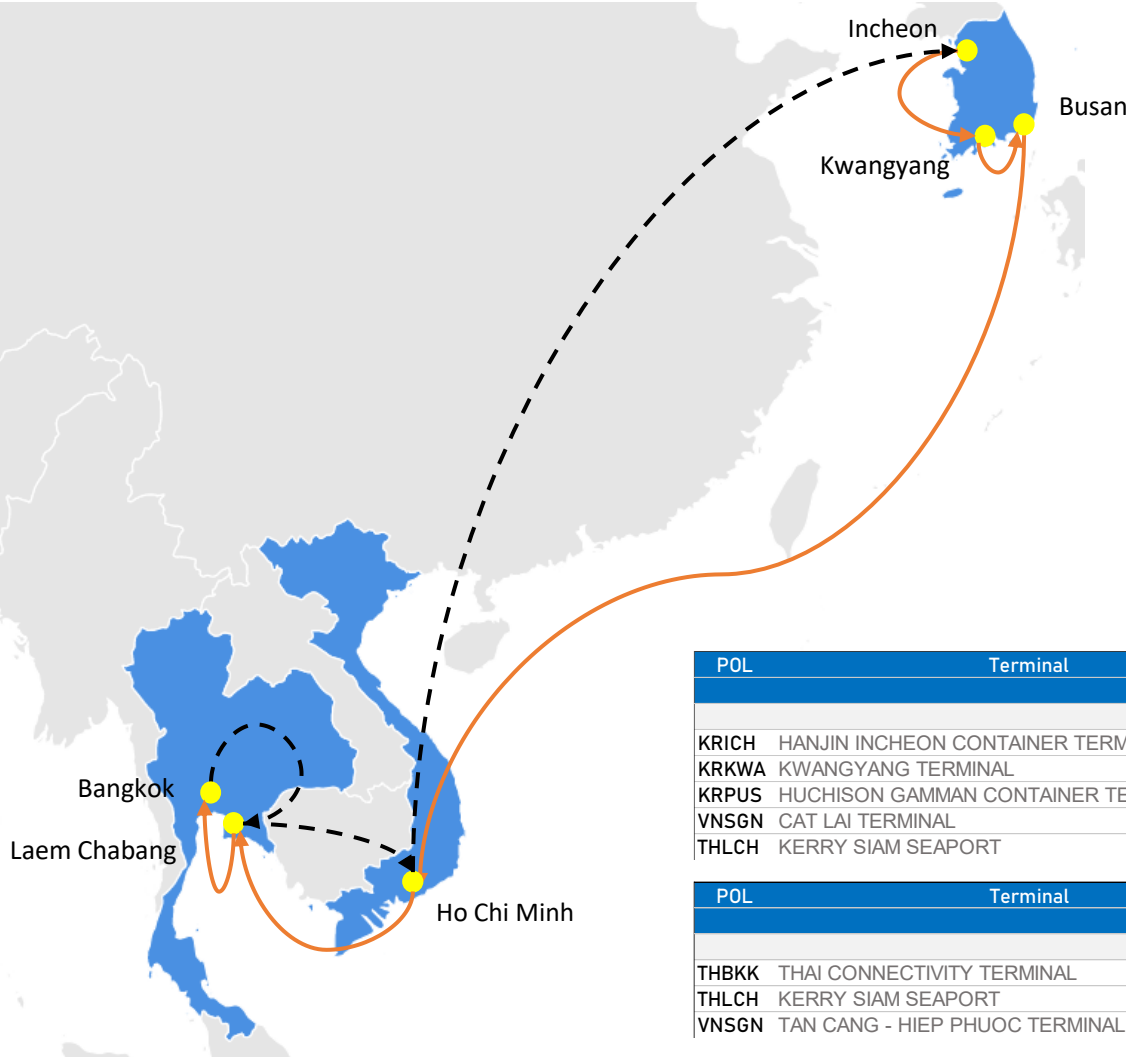 Incheon
Busan
Kwangyang
Bangkok
Laem Chabang
Ho Chi Minh
POL Terminal
KRICH HANJIN INCHEON CONTAINER
KRKWA KWANGYANG TERMINAL
KRPUS HUCHISON GAMMAN CONTAINER
VNSGN CAT LAI TERMINAL
THLCH KERRY SIAM SEAPORT
POL Terminal
THBKK THAI CONNECTIVITY TERMINAL
THLCH KERRY SIAM SEAPORT
VNSGN TAN CANG - HIEP PHUOC TERMINAL